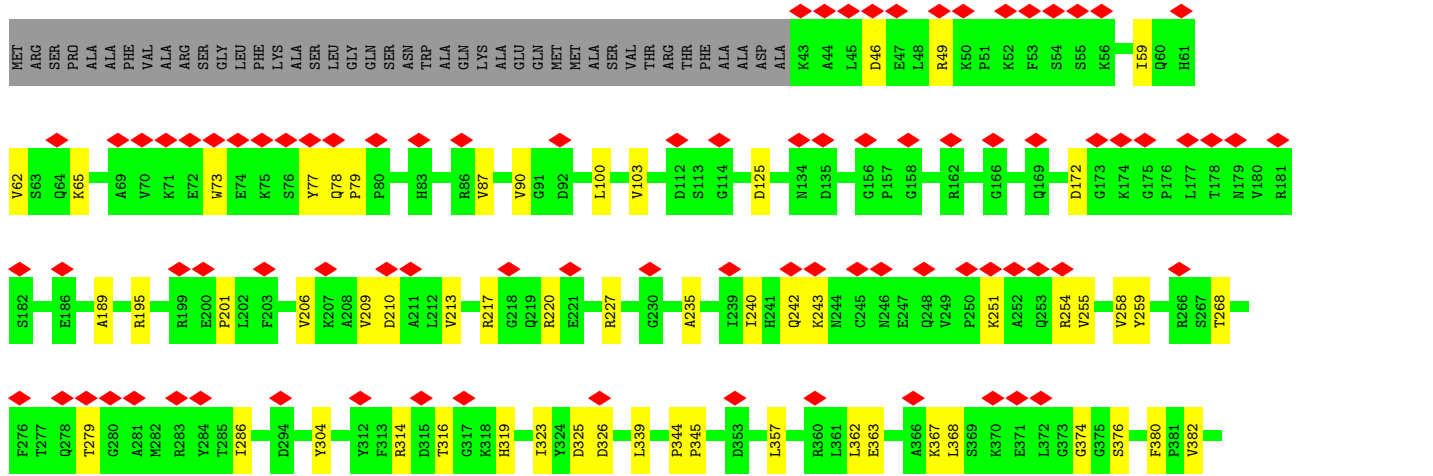 MET ARG SER PRO ALA ALA PHE VAL ALA ARG SER GLY LEU PHE LYS ALA SER LEU GLY GLN SER ASN TRP ALA GLN LYS ALA GLU GLN MET MET ALA SER VAL THR ARG THR PHE ALA ALA ASP ALA K43 A44 L45 D46 E47 L48 R49 K50 P51 K52 F53 S54 S55 K56 I59 Q60 H61
V62 S63 Q64 K65 A69 V70 K71 E72 W73 E74 K75 S76 Y77 Q78 P79 P80 H83 R86 V87 V90 G91 D92 L100 V103 D112 S113 G114 D125 N134 D135 G156 P157 G158 R162 G166 Q169 D172 G173 K174 G175 P176 L177 T178 N179 V180 R181
S182 E186 A189 R195 R199 E200 P201 L202 F203 V206 K207 A208 V209 D210 A211 L212 V213 R217 G218 Q219 R220 E221 R227 G230 A235 I239 I240 H241 Q242 K243 N244 C245 N246 E247 Q248 V249 P250 K251 A252 Q253 R254 V255 V258 Y259 R266 S267 T268
F276 T277 Q278 T279 G280 A281 M282 R283 Y284 T285 I286 D294 Y304 Y312 F313 R314 D315 T316 G317 K318 H319 I323 Y324 D325 D326 L339 P344 P345 D353 L357 R360 L361 L362 E363 A366 K367 L368 S369 K370 E371 L372 G373 G374 G375 S376 F380 P381 V382